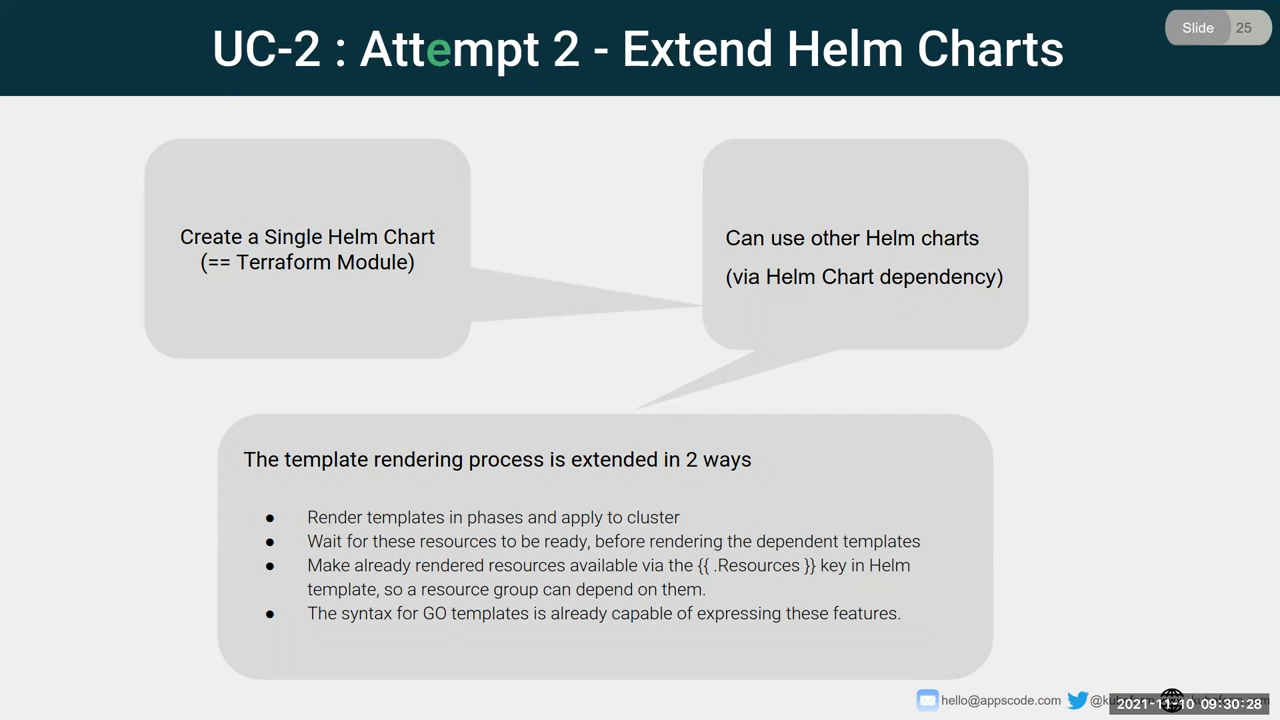 UC-2 : Attempt 2 - Extend Helm Charts
Slide 25
Create a Single Helm Chart
(== Terraform Module)
Can use other Helm charts
(via Helm Chart dependency)
The template rendering process is extended in 2 ways
● Render templates in phases and apply to cluster
● Wait for these resources to be ready, before rendering the dependent templates
● Make already rendered resources available via the {{ .Resources }} key in Helm
template, so a resource group can depend on them.
● The syntax for GO templates is already capable of expressing these features.
hello@appscode.com
2021-11-10 09:30:28